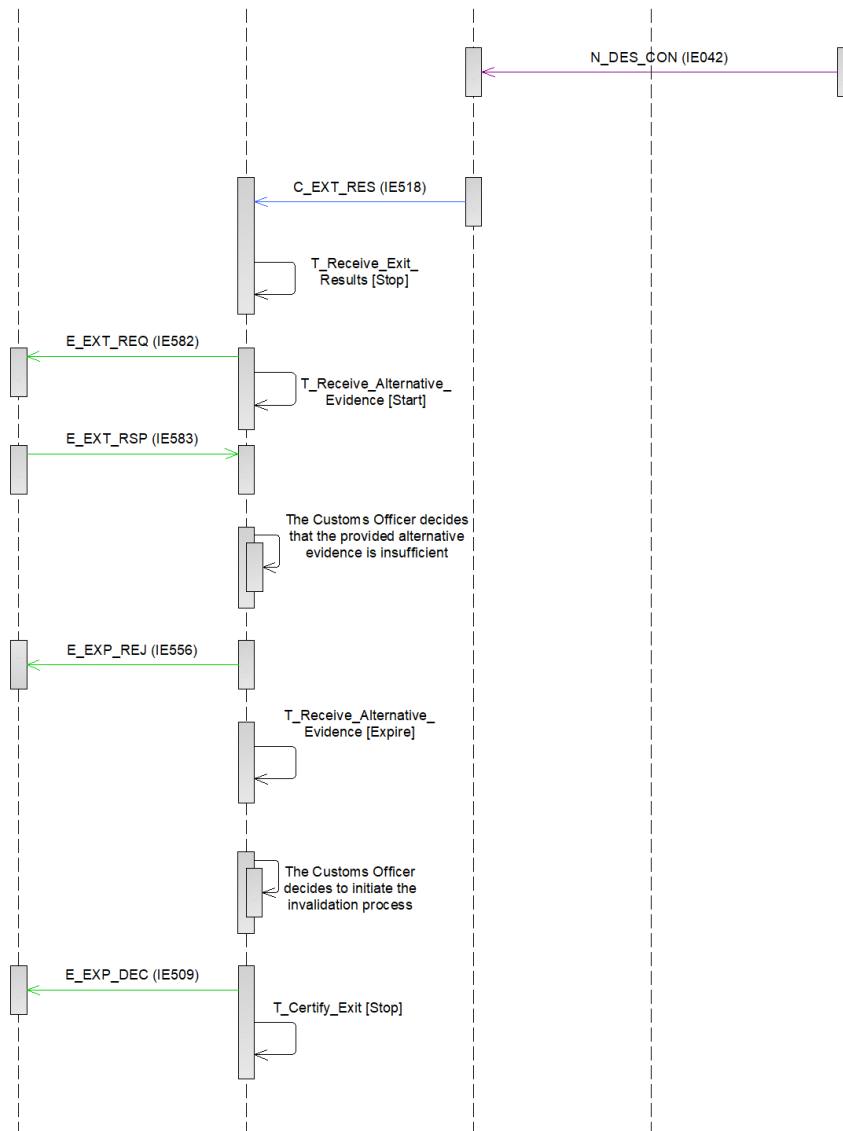 N_DES_CON (IE042)
C_EXT_RES (IE518)
T_Receive_Exit_
Results [Stop]
E_EXT_REQ (IE582)
T_Receive_Alternative_
Evidence [Start]
E_EXT_RSP (IE583)
The Customs Officer decides
that the provided alternative
evidence is insufficient
E_EXP_REJ (IE556)
T_Receive_Alternative_
Evidence [Expire]
The Customs Officer
decides to initiate the
invalidation process
E_EXP_DEC (IE509)
T_Certify_Exit [Stop]